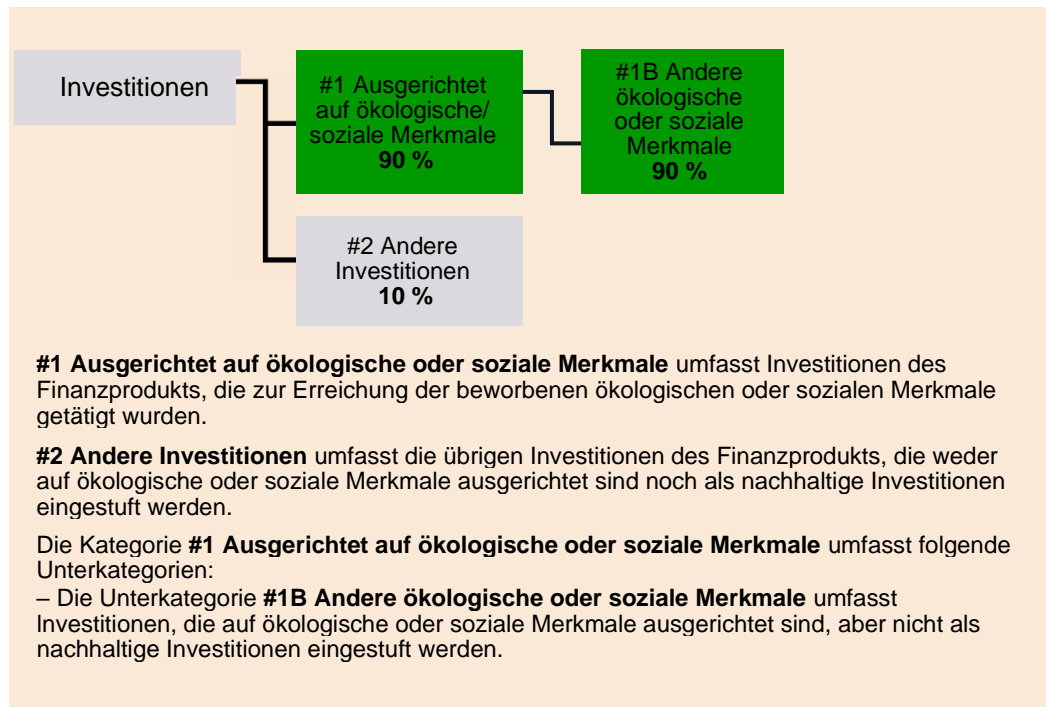 Investitionen
#1 Ausgerichtet
auf ökologische/
soziale Merkmale
90 %
#1B Andere
ökologische
oder soziale
Merkmale
90 %
#2 Andere
Investitionen
10 %
#1 Ausgerichtet auf ökologische oder soziale Merkmale umfasst Investitionen des
Finanzprodukts, die zur Erreichung der beworbenen ökologischen oder sozialen Merkmale
getätigt wurden.
#2 Andere Investitionen umfasst die übrigen Investitionen des Finanzprodukts, die weder
auf ökologische oder soziale Merkmale ausgerichtet sind noch als nachhaltige Investitionen
eingestuft werden.
Die Kategorie #1 Ausgerichtet auf ökologische oder soziale Merkmale umfasst folgende
Unterkategorien:
– Die Unterkategorie #1B Andere ökologische oder soziale Merkmale umfasst
Investitionen, die auf ökologische oder soziale Merkmale ausgerichtet sind, aber nicht als
nachhaltige Investitionen eingestuft werden.